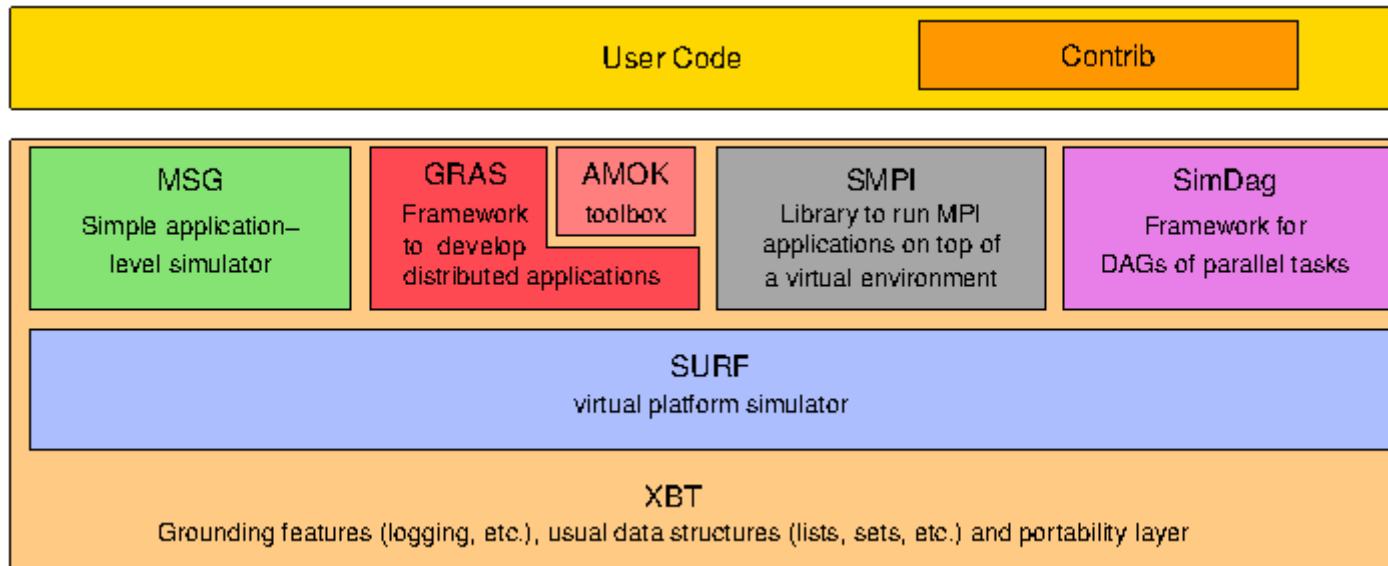 User Code
Contrib
MSG
Simple application–
level simulator
GRAS
Framework
to develop
distributed applications
AMOK
toolbox
SMPI
Library to run MPI
applications on top of
a virtual environment
SimDag
Framework for
DAGs of parallel tasks
SURF
virtual platform simulator
XBT
Grounding features (logging, etc.), usual data structures (lists, sets, etc.) and portability layer